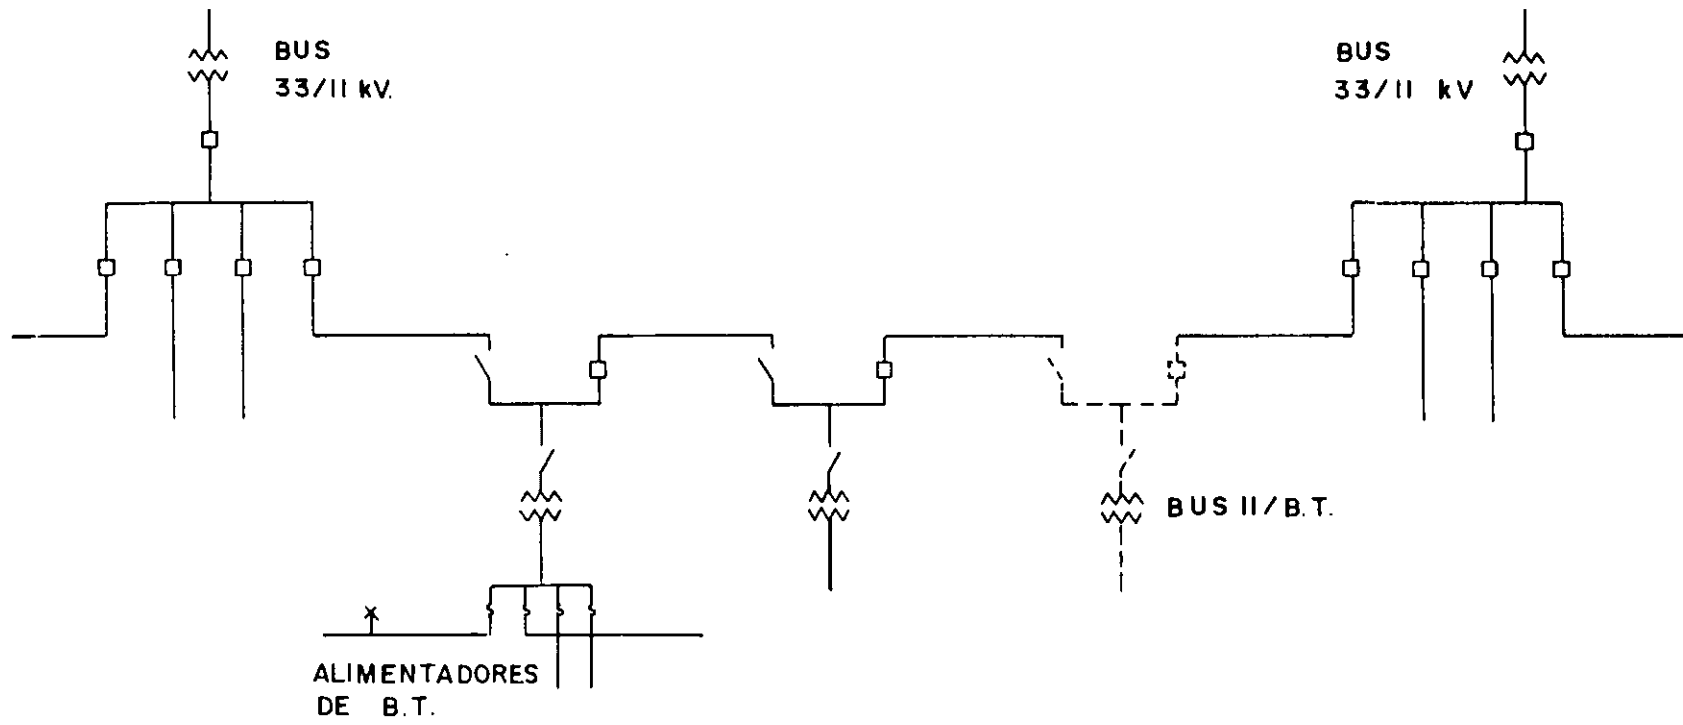 BUS
33/11 kV.
BUS
33/11 kV
BUS 11/B.T.
ALIMENTADORES
DE B.T.